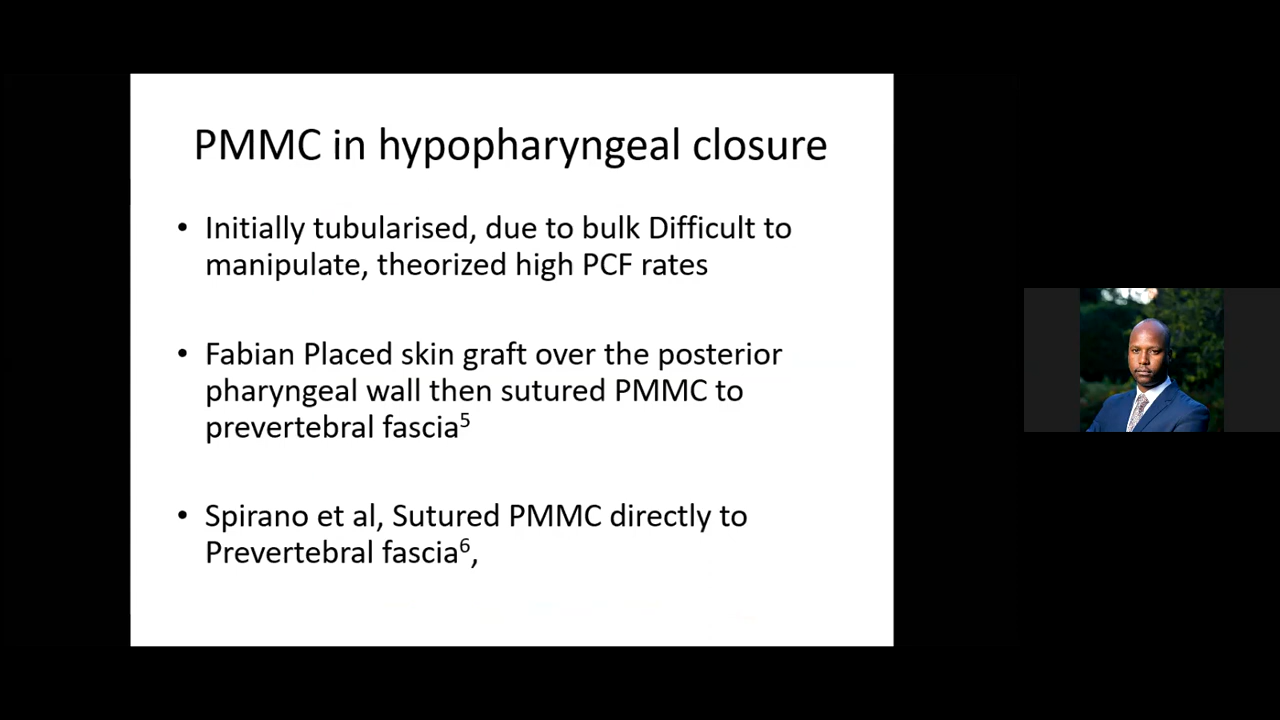 PMMC in hypopharyngeal closure
• Initially tubularised, due to bulk Difficult to
manipulate, theorized high PCF rates
• Fabian Placed skin graft over the posterior
pharyngeal wall then sutured PMMC to
prevertebral fascia⁵
• Spirano et al, Sutured PMMC directly to
Prevertebral fascia⁶,